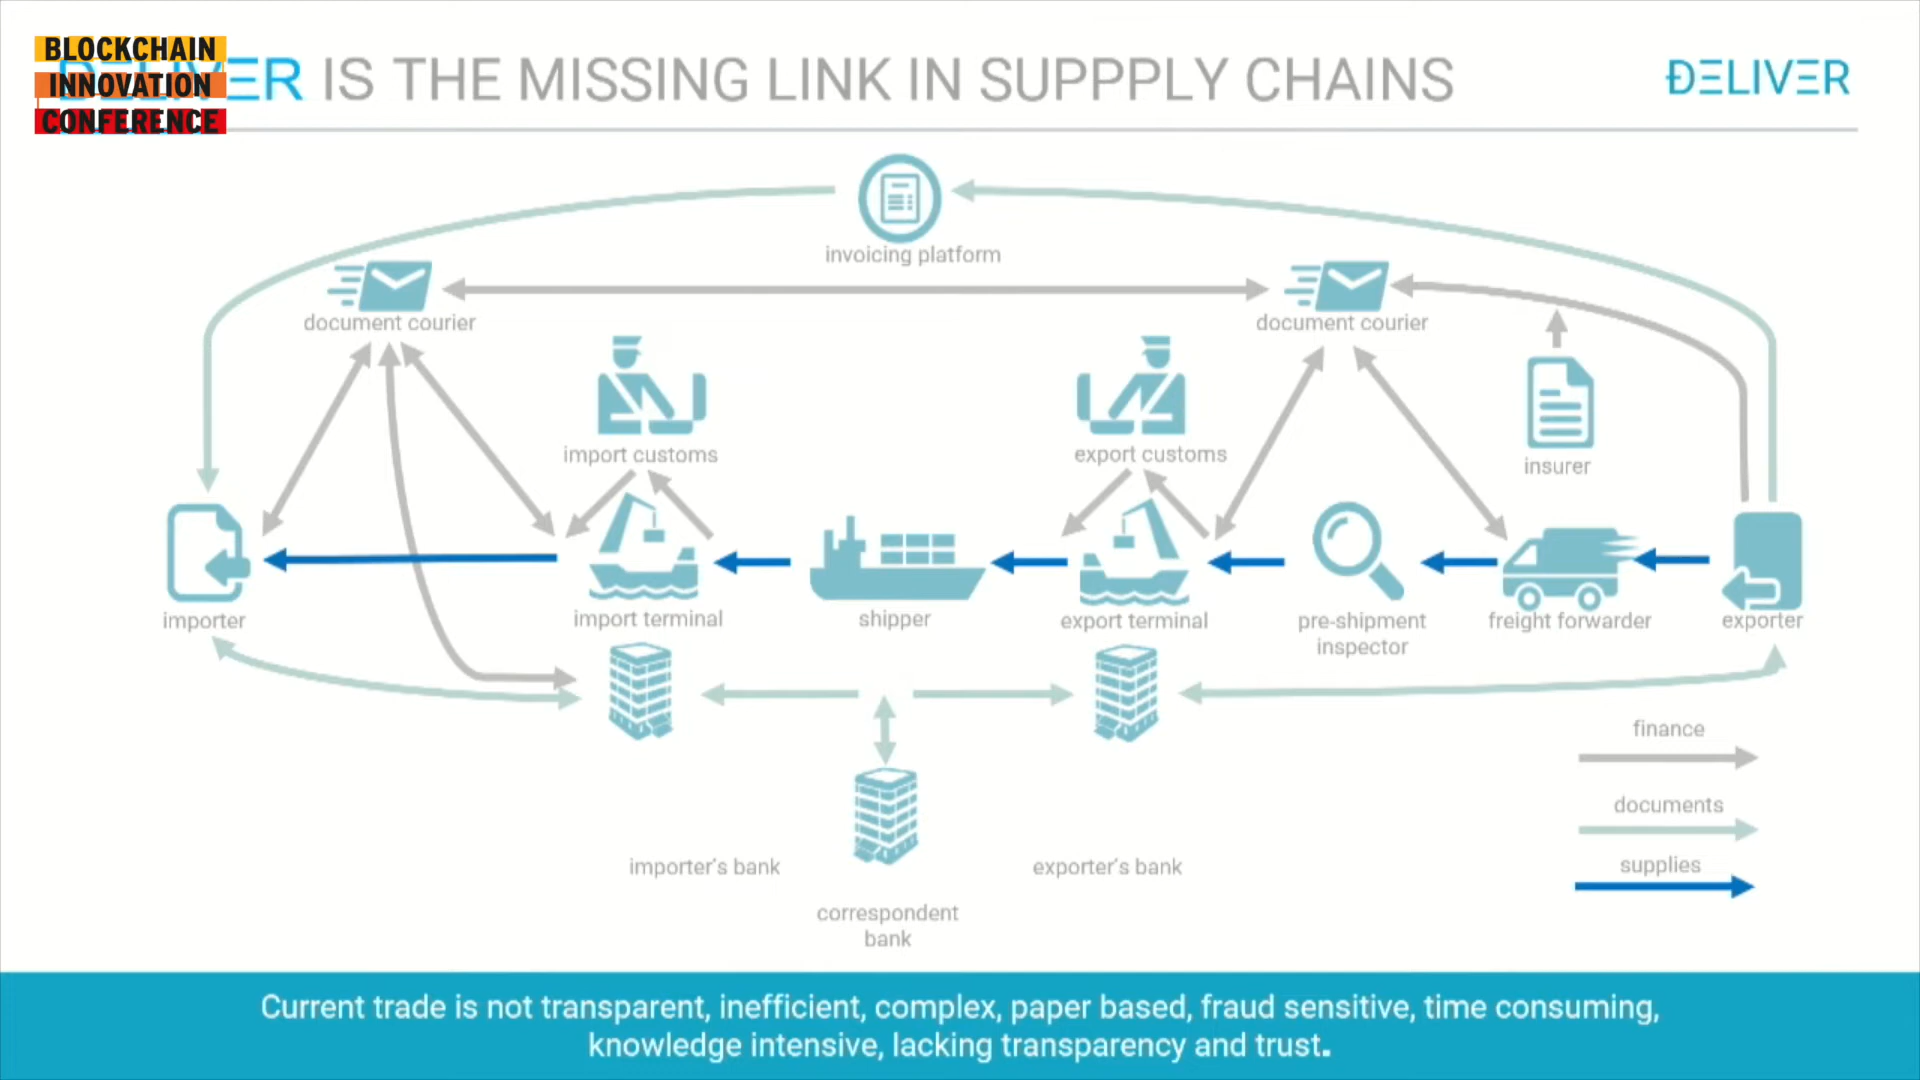 BLOCKCHAIN
INNOVATION
CONFERENCE
DELIVER IS THE MISSING LINK IN SUPPPLY CHAINS
ĐELIVER
invoicing platform
document courier
document courier
import customs
export customs
insurer
importer
import terminal
shipper
export terminal
pre-shipment
inspector
freight forwarder
exporter
finance
documents
supplies
importer's bank
exporter's bank
correspondent
bank
Current trade is not transparent, inefficient, complex, paper based, fraud sensitive, time consuming,
knowledge intensive, lacking transparency and trust.